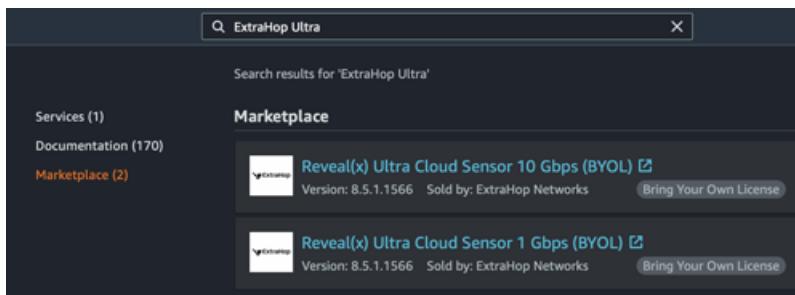 ExtraHop Ultra
Search results for 'ExtraHop Ultra'
Services (1)
Documentation (170)
Marketplace (2)
Marketplace
ExtraHop
Reveal(x) Ultra Cloud Sensor 10 Gbps (BYOL)
Version: 8.5.1.1566 Sold by: ExtraHop Networks Bring Your Own License
ExtraHop
Reveal(x) Ultra Cloud Sensor 1 Gbps (BYOL)
Version: 8.5.1.1566 Sold by: ExtraHop Networks Bring Your Own License